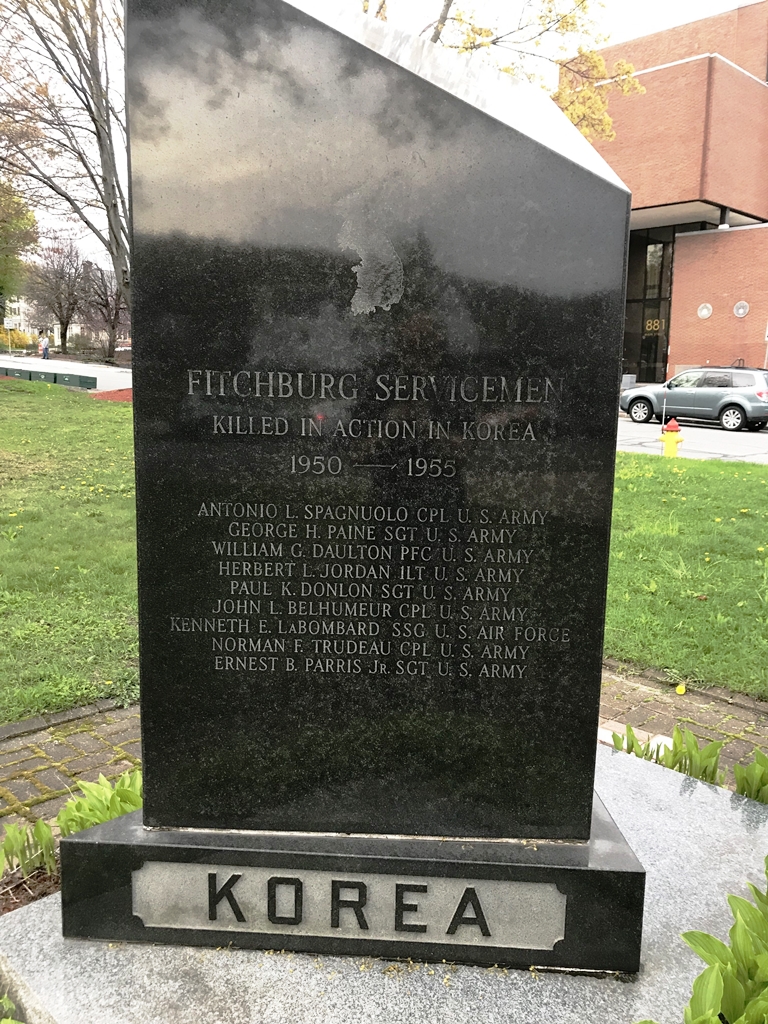 FITCHBURG SERVICEMEN
KILLED IN ACTION IN KOREA
1950 — 1955
ANTONIO L. SPAGNUOLO CPL U. S. ARMY
GEORGE H. PAINE SGT U. S. ARMY
WILLIAM G. DAULTON PFC U. S. ARMY
HERBERT L. JORDAN 1LT U. S. ARMY
PAUL K. DONLON SGT U. S. ARMY
JOHN L. BELHUMEUR CPL U. S. ARMY
KENNETH E. LABOMBARD SSG U. S. AIR FORCE
NORMAN F. TRUDEAU CPL U. S. ARMY
ERNEST B. PARRIS JR. SGT U. S. ARMY
KOREA
881